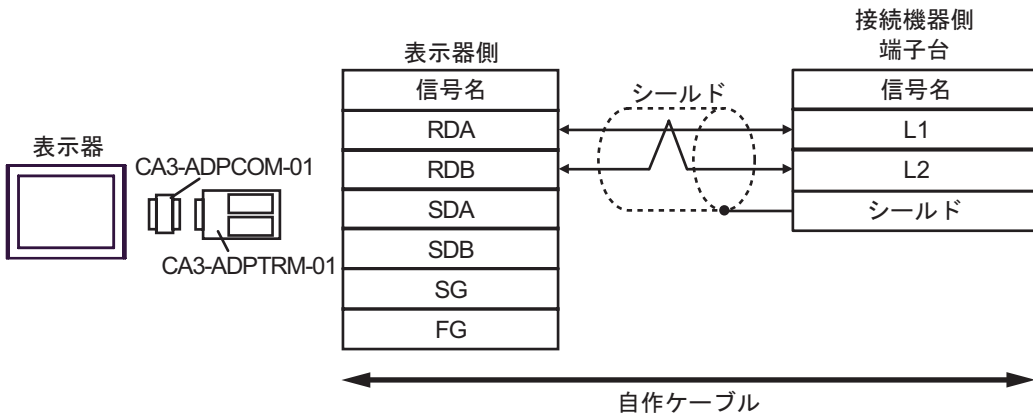 接続機器側
端子台
表示器側
信号名
シールド
信号名
RDA
L1
表示器
CA3-ADPCOM-01
RDB
L2
SDA
シールド
CA3-ADPTRM-01
SDB
SG
FG
自作ケーブル